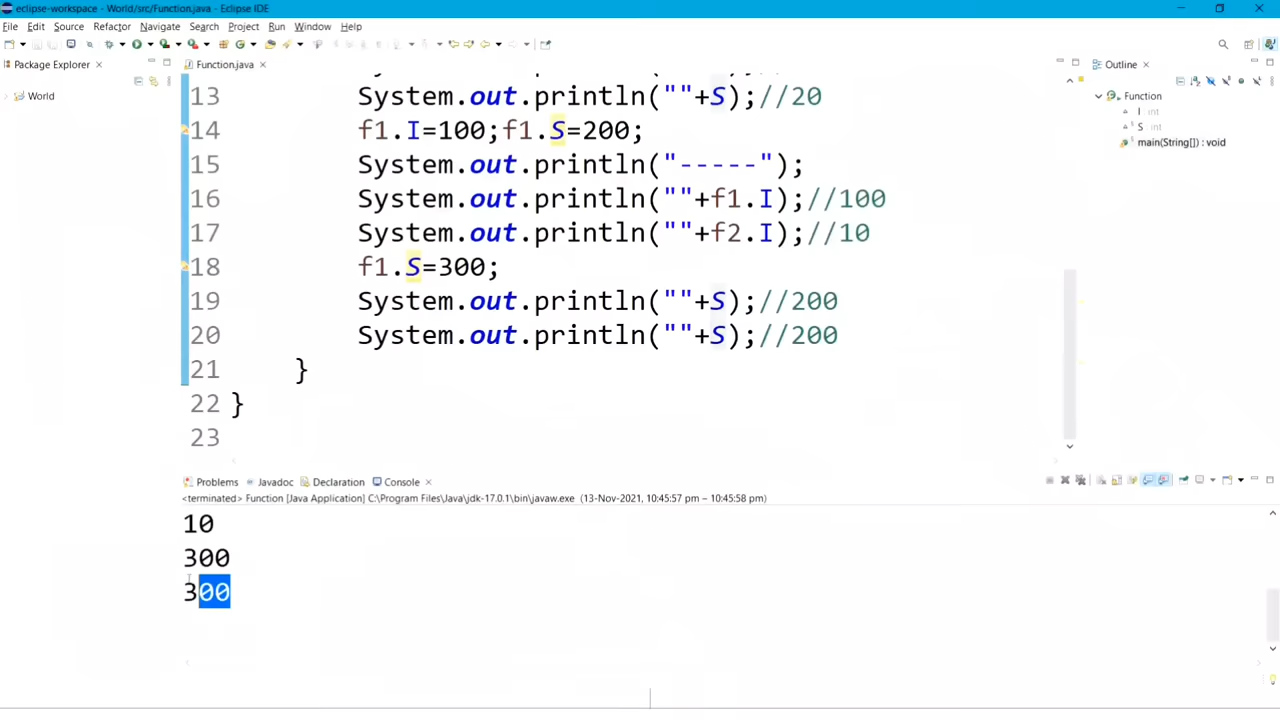 eclipse-workspace - World/src/Function.java - Eclipse IDE
File Edit Source Refactor Navigate Search Project Run Window Help
Package Explorer
World
Function.java
13 System.out.println(""+S);//20
14 f1.I=100;f1.S=200;
15 System.out.println("-----");
16 System.out.println(""+f1.I);//100
17 System.out.println(""+f2.I);//10
18 f1.S=300;
19 System.out.println(""+S);//200
20 System.out.println(""+S);//200
21 }
22 }
23
Outline
Function
I int
S int
main(String[]) : void
Problems Javadoc Declaration Console
<terminated> Function [Java Application] C:\Program Files\Java\jdk-17.0.1\bin\javaw.exe (13-Nov-2021, 10:45:57 pm – 10:45:58 pm)
10
300
300